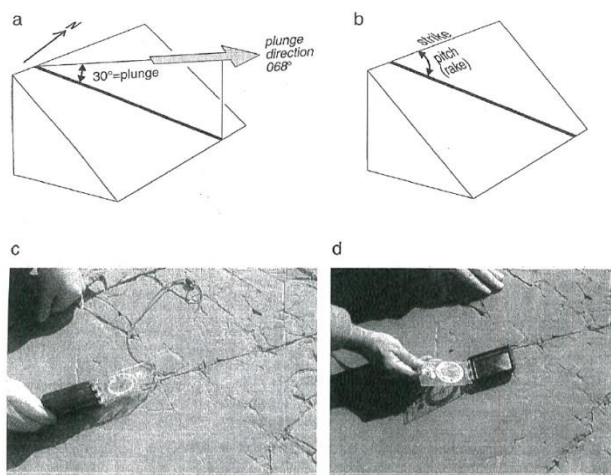 a
N
30°=plunge
plunge
direction
068°
b
strike
pitch
(rake)
c
d